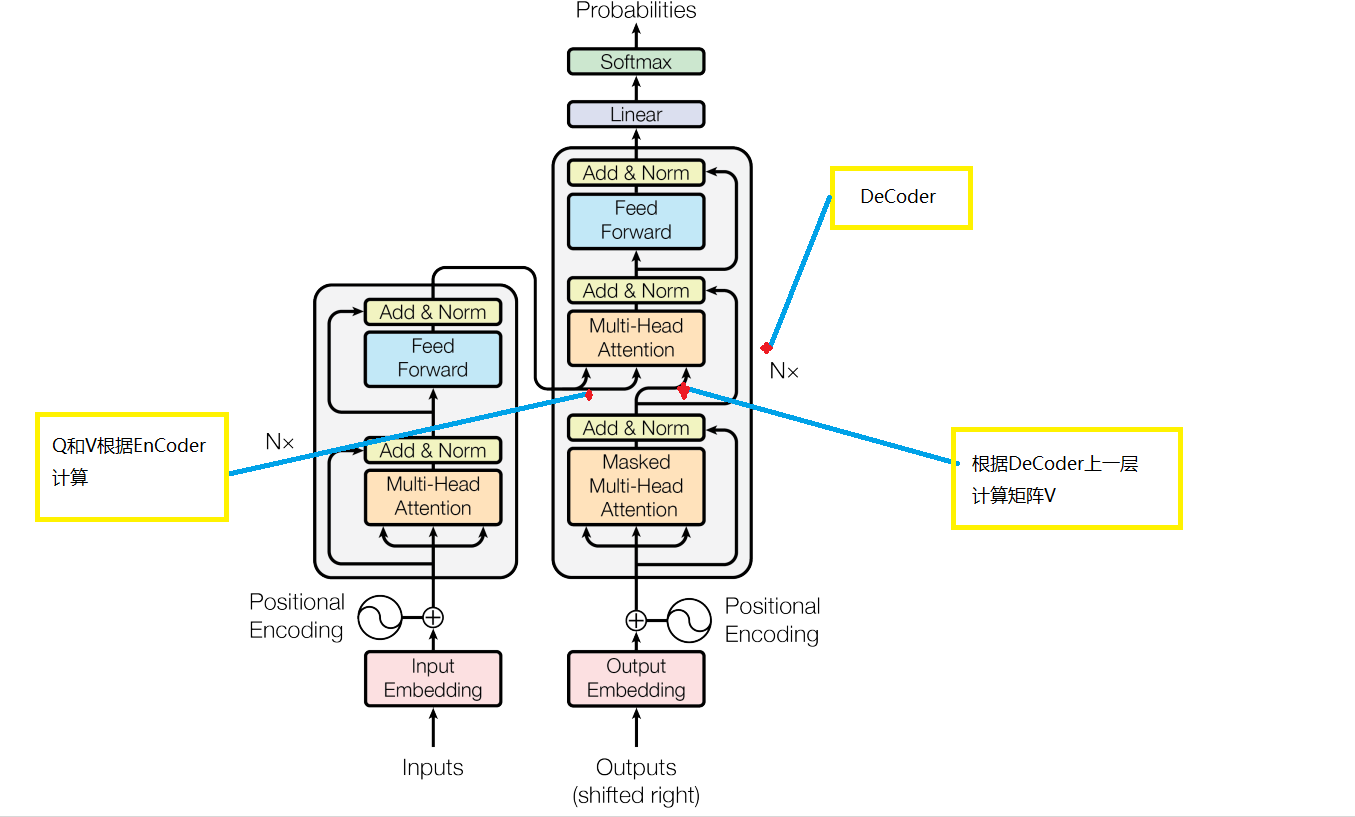 Probabilities
Softmax
Linear
Add & Norm
Feed
Forward
Add & Norm
Multi-Head
Attention
Add & Norm
Masked
Multi-Head
Attention
N×
DeCoder
根据DeCoder上一层
计算矩阵V
Add & Norm
Feed
Forward
Add & Norm
Multi-Head
Attention
N×
Q和V根据EnCoder
计算
Positional
Encoding
Positional
Encoding
Input
Embedding
Output
Embedding
Inputs
Outputs
(shifted right)